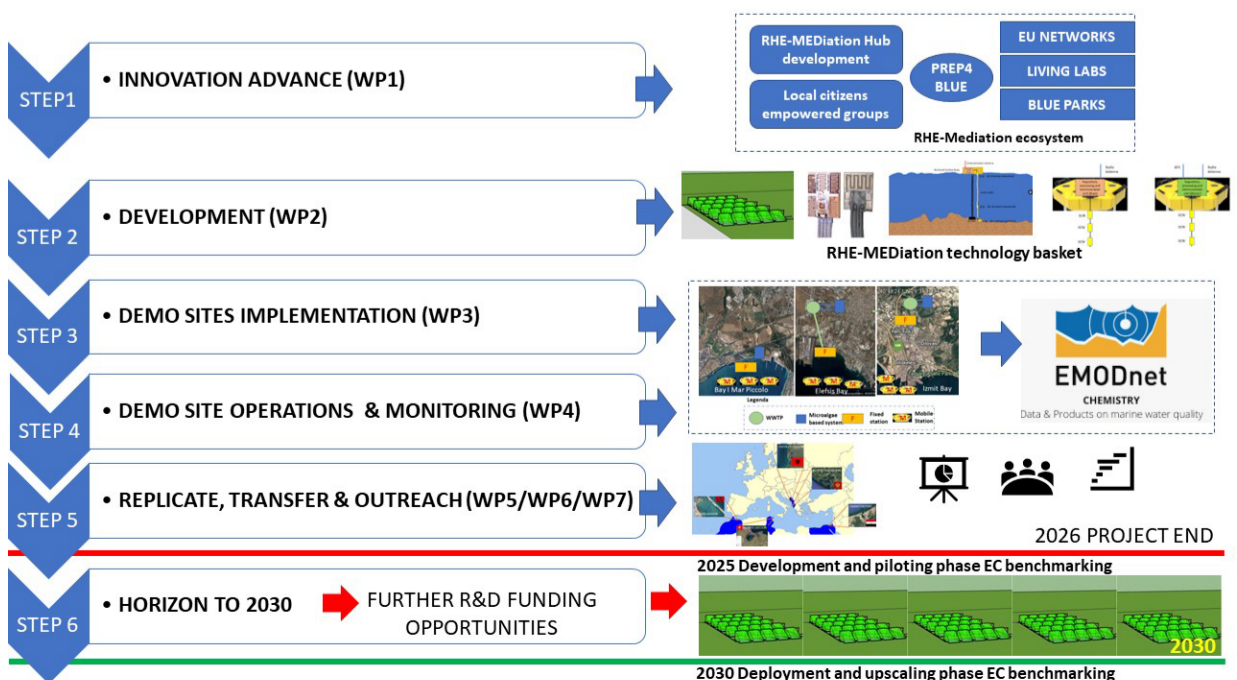 STEP1
• INNOVATION ADVANCE (WP1)
RHE-MEDiation Hub
development
Local citizens
empowered groups
PREP4
BLUE
EU NETWORKS
LIVING LABS
BLUE PARKS
RHE-Mediation ecosystem
STEP 2
• DEVELOPMENT (WP2)
RHE-MEDiation technology basket
STEP 3
• DEMO SITES IMPLEMENTATION (WP3)
F
F
F
M M M
M M M
M
M M
Bay I Mar Piccolo
Elefsis Bay
Izmit Bay
Legenda
WWTP
Microalgae
based system
F
Fixed
station
M
Mobile
Station
EMODnet
CHEMISTRY
Data & Products on marine water quality
STEP 4
• DEMO SITE OPERATIONS & MONITORING (WP4)
STEP 5
• REPLICATE, TRANSFER & OUTREACH (WP5/WP6/WP7)
2026 PROJECT END
2025 Development and piloting phase EC benchmarking
STEP 6
• HORIZON TO 2030
FURTHER R&D FUNDING
OPPORTUNITIES
2030
2030 Deployment and upscaling phase EC benchmarking